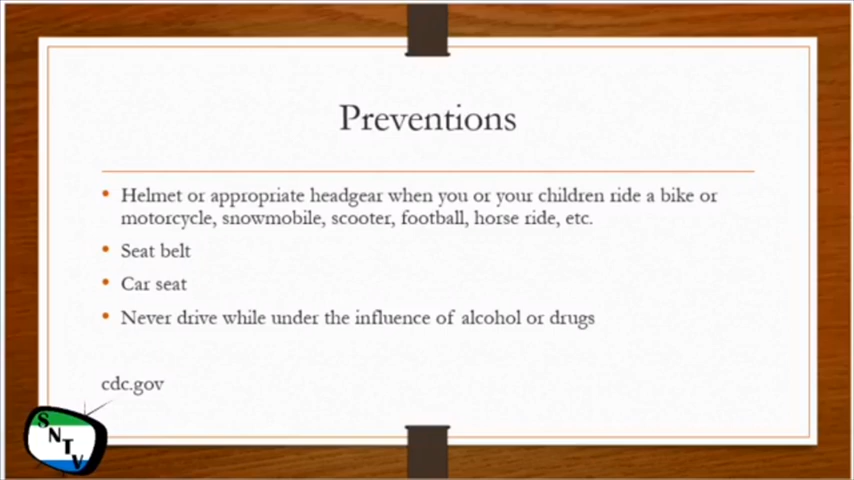 Preventions
• Helmet or appropriate headgear when you or your children ride a bike or
motorcycle, snowmobile, scooter, football, horse ride, etc.
• Seat belt
• Car seat
• Never drive while under the influence of alcohol or drugs
cdc.gov
SNTV